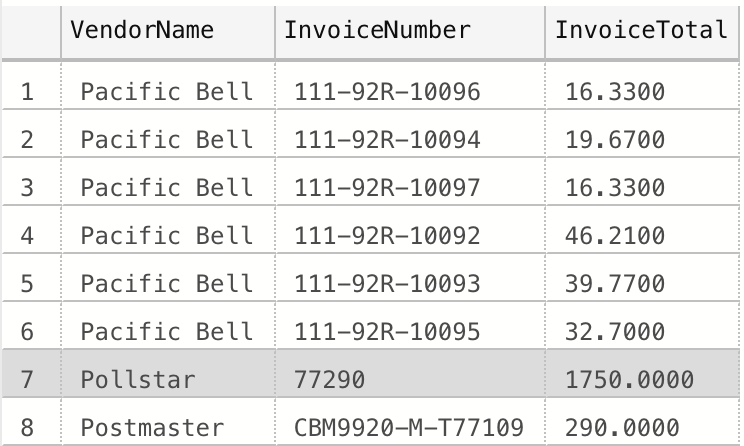 VendorName InvoiceNumber InvoiceTotal
1 Pacific Bell 111-92R-10096 16.3300
2 Pacific Bell 111-92R-10094 19.6700
3 Pacific Bell 111-92R-10097 16.3300
4 Pacific Bell 111-92R-10092 46.2100
5 Pacific Bell 111-92R-10093 39.7700
6 Pacific Bell 111-92R-10095 32.7000
7 Pollstar 77290 1750.0000
8 Postmaster CBM9920-M-T77109 290.0000